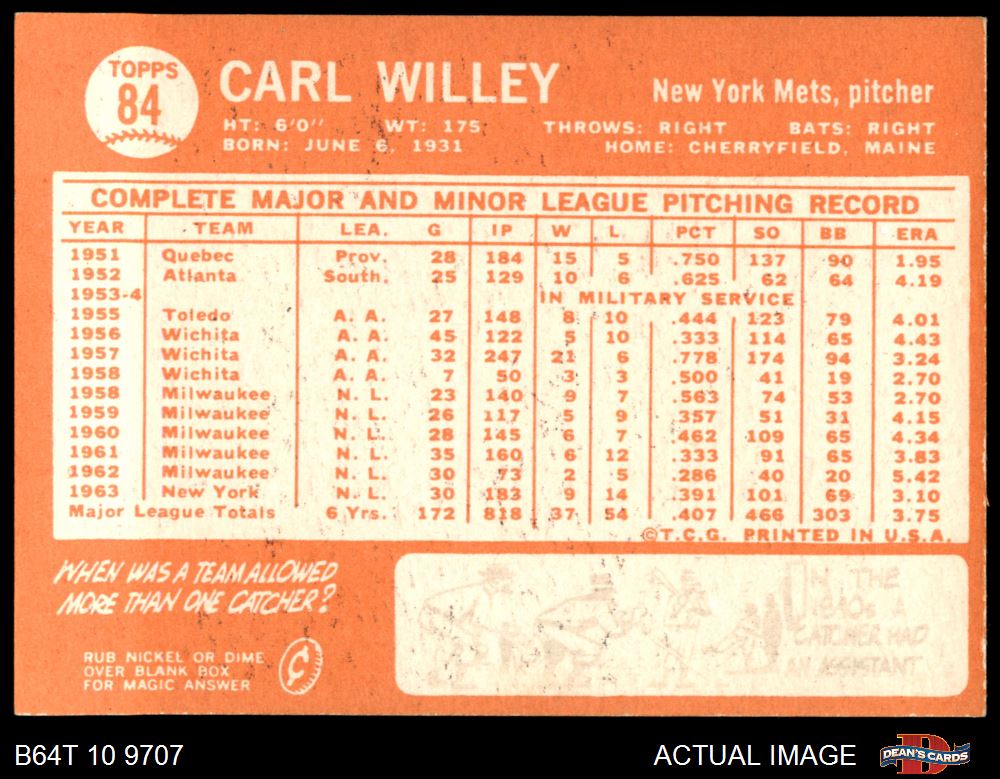 TOPPS
84
CARL WILLEY
New York Mets, pitcher
HT: 6'0" WT: 175 THROWS: RIGHT BATS: RIGHT
BORN: JUNE 6, 1931 HOME: CHERRYFIELD, MAINE
COMPLETE MAJOR AND MINOR LEAGUE PITCHING RECORD
YEAR TEAM LEA. G IP W L PCT SO BB ERA
1951 Quebec Prov. 28 184 15 5 .750 137 90 1.95
1952 Atlanta South. 25 129 10 6 .625 62 64 4.19
1953-4 IN MILITARY SERVICE
1955 Toledo A. A. 27 148 8 10 .444 123 79 4.01
1956 Wichita A. A. 45 122 5 10 .333 114 65 4.43
1957 Wichita A. A. 32 247 21 6 .778 174 94 3.24
1958 Wichita A. A. 7 50 3 3 .500 41 19 2.70
1958 Milwaukee N. L. 23 140 9 7 .563 74 53 2.70
1959 Milwaukee N. L. 26 117 5 9 .357 51 31 4.15
1960 Milwaukee N. L. 28 145 6 7 .462 109 65 4.34
1961 Milwaukee N. L. 35 160 6 12 .333 91 65 3.83
1962 Milwaukee N. L. 30 73 2 5 .286 40 20 5.42
1963 New York N. L. 30 183 9 14 .391 101 69 3.10
Major League Totals 6 Yrs. 172 818 37 54 .407 466 303 3.75
©T.C.G. PRINTED IN U.S.A.
WHEN WAS A TEAM ALLOWED
MORE THAN ONE CATCHER?
RUB NICKEL OR DIME
OVER BLANK BOX
FOR MAGIC ANSWER
¢
IN THE
CATCHER HAD
AN ASSISTANT
B64T 10 9707
ACTUAL IMAGE
DEAN'S CARDS